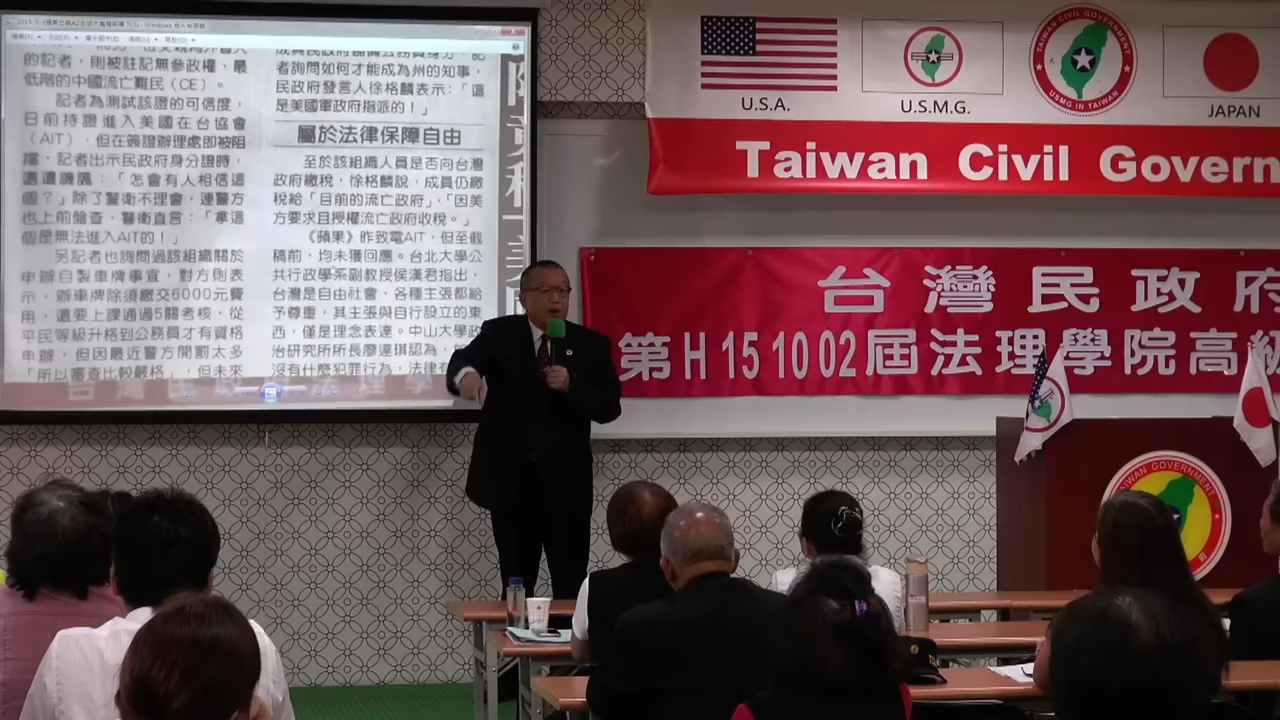 的記者，則被註記無參政權、最
低階的中國流亡難民（CE）。
記者為測試該證的可信度，
日前持證進入美國在台協會
（AIT），但在簽證辦理處即被阻
擋，記者出示民政府身分證時，
還遭譏諷：「怎會有人相信這
個？」除了警衛不理會，連警方
也上前盤查，警衛直言：「拿這
個是無法進入AIT的！」
另記者也詢問過該組織關於
申辦自製車牌事宜，對方則表
示，辦車牌除須繳交6000元費
用，還要上課通過5關考核，從
平民等級升格到公務員才有資格
申辦，但因最近警方開罰太多
「所以審查比較嚴格」，但未來
者詢問如何才能成為州的知事，
民政府發言人徐格麟表示：「這
是美國軍政府指派的！」
屬於法律保障自由
至於該組織人員是否向台灣
政府繳稅，徐格麟說，成員仍繳
稅給「目前的流亡政府」，「因美
方要求且授權流亡政府收稅。」
《蘋果》昨致電AIT，但至截
稿前，均未獲回應。台北大學公
共行政學系副教授侯漢君指出，
台灣是自由社會，各種主張都給
予尊重，其主張與自行設立的東
西，僅是理念表達。中山大學政
治研究所所長廖達琪認為，
沒有什麼犯罪行為，法律
U.S.A.
U.S.M.G.
TAIWAN CIVIL GOVERNMENT
USMG IN TAIWAN
JAPAN
Taiwan Civil Govern
台灣民政府
第H 15 10 02屆法理學院高級